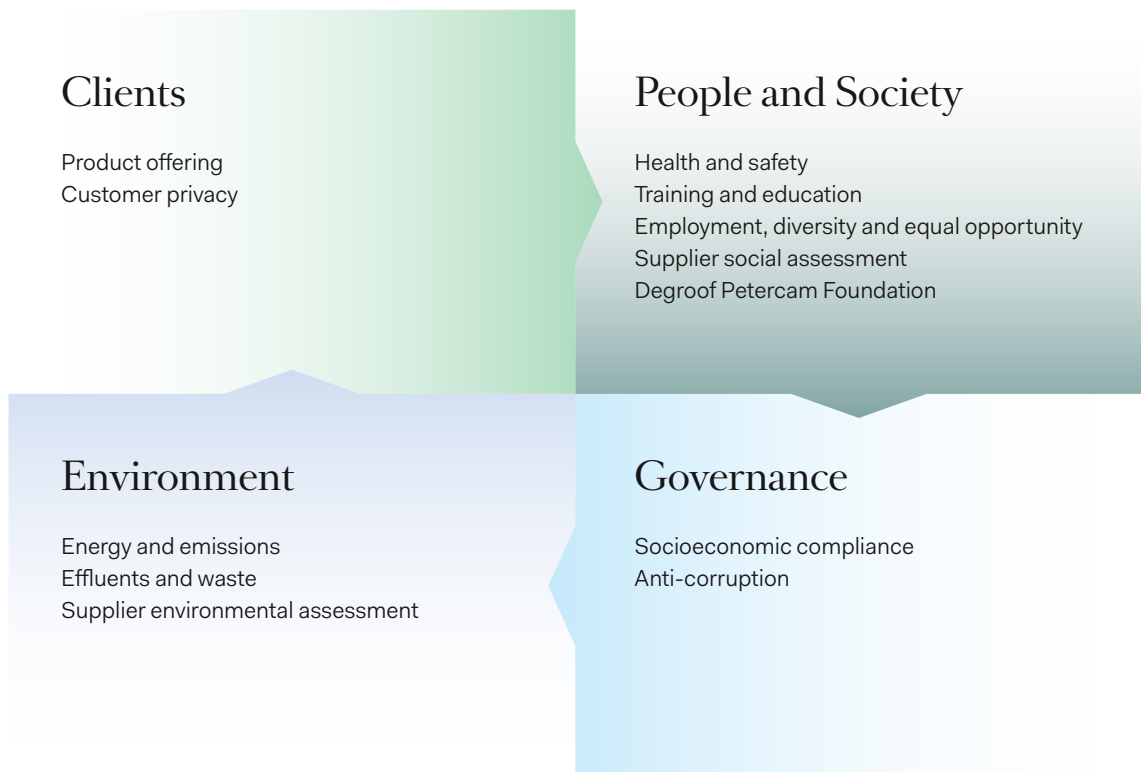 Clients
Product offering
Customer privacy
People and Society
Health and safety
Training and education
Employment, diversity and equal opportunity
Supplier social assessment
Degroof Petercam Foundation
Environment
Energy and emissions
Effluents and waste
Supplier environmental assessment
Governance
Socioeconomic compliance
Anti-corruption